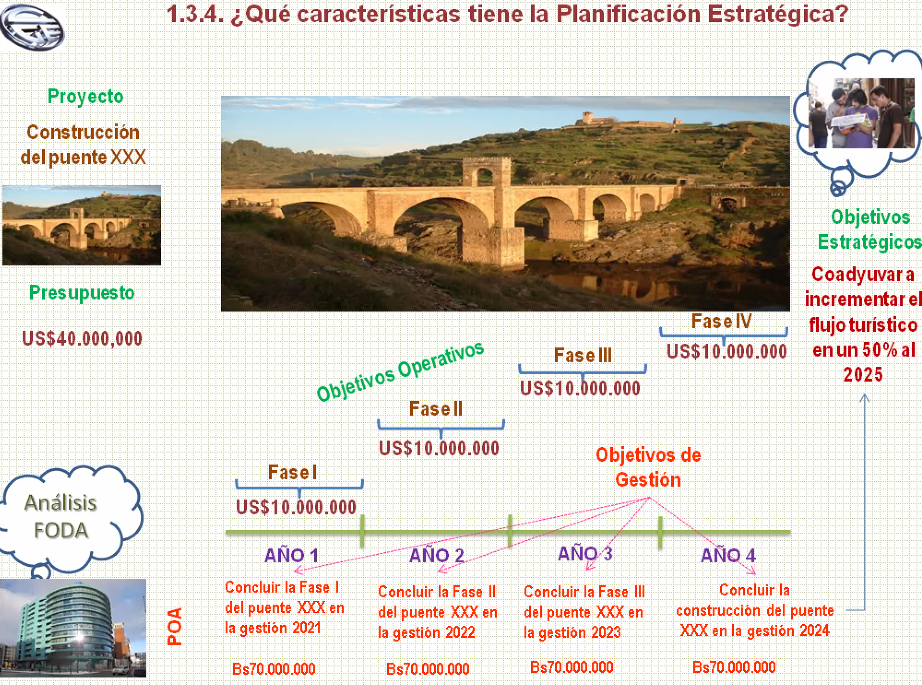 1.3.4. ¿Qué características tiene la Planificación Estratégica?
Proyecto
Construcción
del puente XXX
Presupuesto
US$40.000,000
Objetivos
Estratégicos
Coadyuvar a
incrementar el
flujo turístico
en un 50% al
2025
Objetivos Operativos
Fase IV
US$10.000.000
Fase III
US$10.000.000
Fase II
US$10.000.000
Fase I
US$10.000.000
Objetivos de
Gestión
Análisis
FODA
AÑO 1
AÑO 2
AÑO 3
AÑO 4
POA
Concluir la Fase I
del puente XXX en
la gestión 2021
Bs70.000.000
Concluir la Fase II
del puente XXX en
la gestión 2022
Bs70.000.000
Concluir la Fase III
del puente XXX en
la gestión 2023
Bs70.000.000
Concluir la
construcción del puente
XXX en la gestión 2024
Bs70.000.000